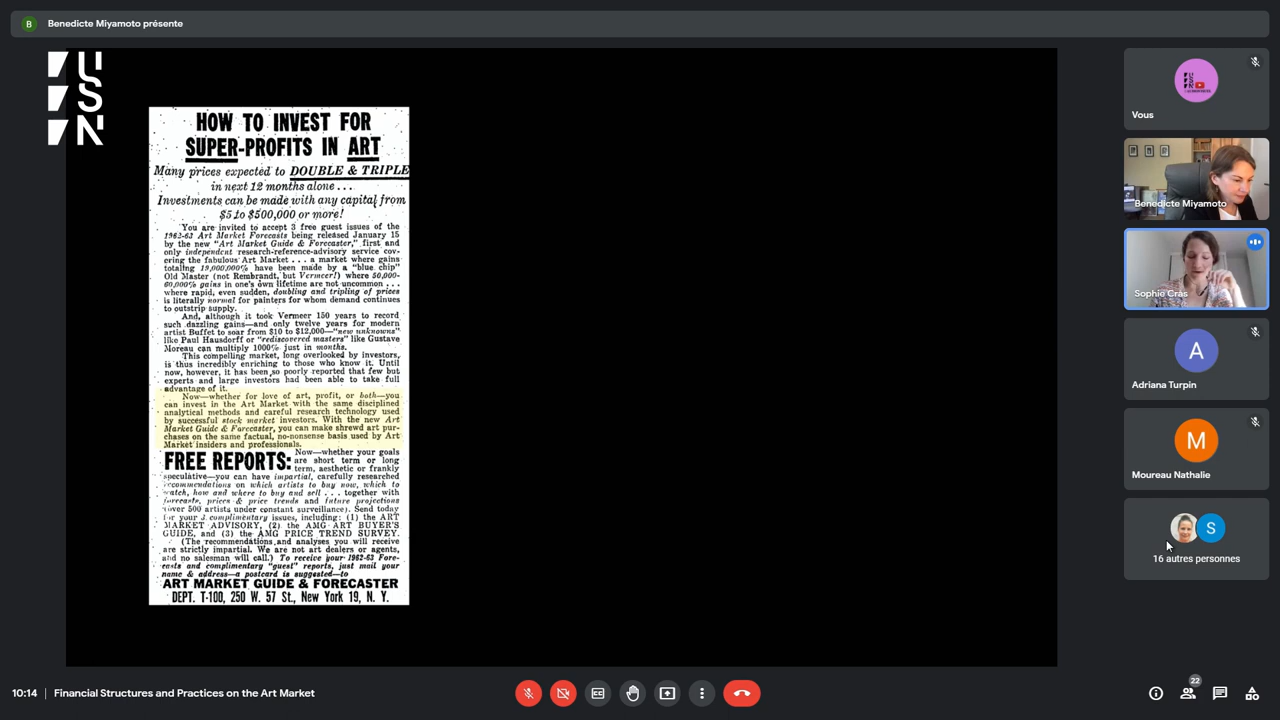 B Benedicte Miyamoto présente
USN
HOW TO INVEST FOR
SUPER-PROFITS IN ART
Many prices expected to DOUBLE & TRIPLE
in next 12 months alone . . .
Investments can be made with any capital from
$5 to $500,000 or more!
You are invited to accept 3 free guest issues of the
1962-63 Art Market Forecasts being released January 15
by the new "Art Market Guide & Forecaster," first and
only independent research-reference-advisory service cov-
ering the fabulous Art Market . . . a market where gains
totaling 19,000,000% have been made by a "blue chip"
Old Master (not Rembrandt, but Vermeer!) where 50,000-
60,000% gains in one's own lifetime are not uncommon . . .
where rapid, even sudden, doubling and tripling of prices
is literally normal for painters for whom demand continues
to outstrip supply.
And, although it took Vermeer 150 years to record
such dazzling gains—and only twelve years for modern
artist Buffet to soar from $10 to $12,000—"new unknowns"
like Paul Hausdorff or "rediscovered masters" like Gustave
Moreau can multiply 1000% just in months.
This compelling market, long overlooked by investors,
is thus incredibly enriching to those who know it. Until
now, however, it has been so poorly reported that few but
experts and large investors had been able to take full
advantage of it.
Now—whether for love of art, profit, or both—you
can invest in the Art Market with the same disciplined
analytical methods and careful research technology used
by successful stock market investors. With the new Art
Market Guide & Forecaster, you can make shrewd art pur-
chases on the same factual, no-nonsense basis used by Art
Market insiders and professionals.
FREE REPORTS: Now—whether your goals
are short term or long
term, aesthetic or frankly
speculative—you can have impartial, carefully researched
recommendations on which artists to buy now, which to
watch, how and where to buy and sell . . . together with
forecasts, prices & price trends and future projections
(over 500 artists under constant surveillance). Send today
for your 3 complimentary issues, including: (1) the ART
MARKET ADVISORY, (2) the AMG ART BUYER'S
GUIDE, and (3) the AMG PRICE TREND SURVEY.
(The recommendations and analyses you will receive
are strictly impartial. We are not art dealers or agents,
and no salesman will call.) To receive your 1962-63 Fore-
casts and complimentary "guest" reports, just mail your
name & address—a postcard is suggested—to
ART MARKET GUIDE & FORECASTER
DEPT. T-100, 250 W. 57 St., New York 19, N. Y.
Vous
Benedicte Miyamoto
Sophie Cras
A
Adriana Turpin
M
Moureau Nathalie
S
16 autres personnes
10:14 | Financial Structures and Practices on the Art Market
22